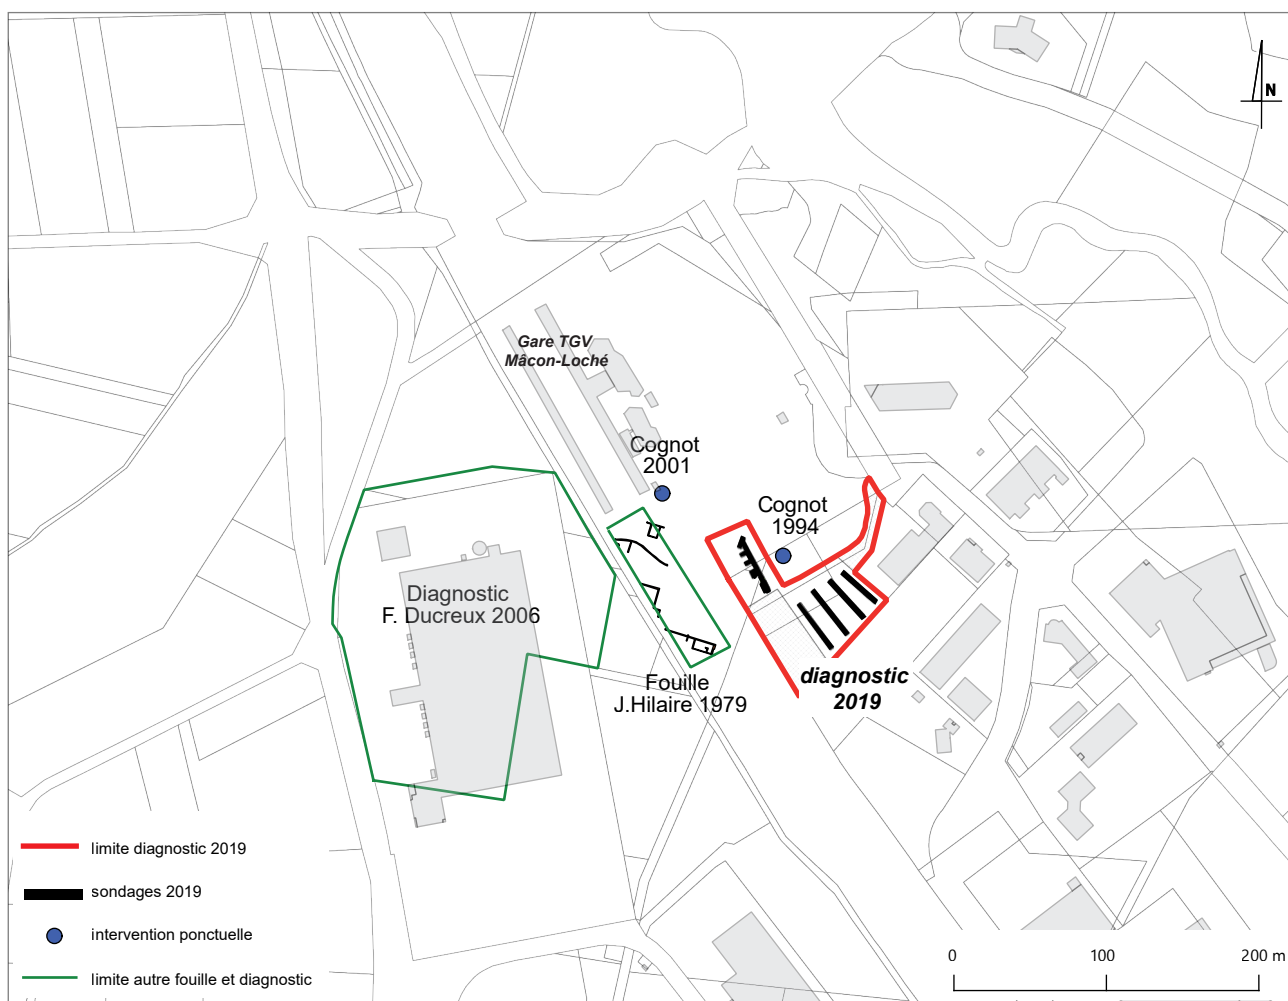 N
Gare TGV
Mâcon-Loché
Cognot
2001
Cognot
1994
Diagnostic
F. Ducreux 2006
Fouille
J.Hilaire 1979
diagnostic
2019
limite diagnostic 2019
sondages 2019
intervention ponctuelle
limite autre fouille et diagnostic
0 100 200 m